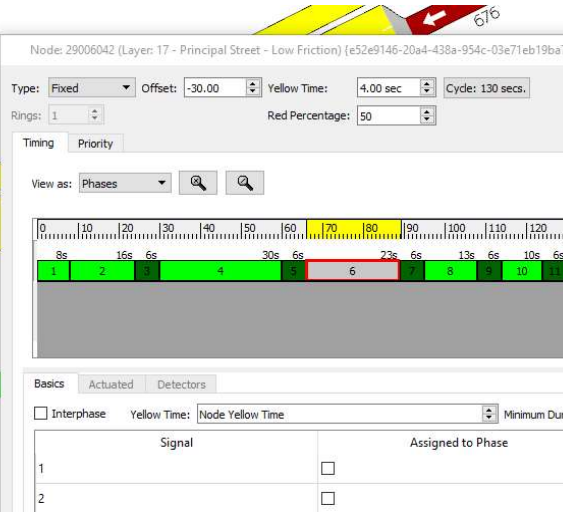 676
Node: 29006042 (Layer: 17 - Principal Street - Low Friction) {e52e9146-20a4-438a-954c-03e71eb19ba7
Type: Fixed Offset: -30.00 Yellow Time: 4.00 sec Cycle: 130 secs.
Rings: 1 Red Percentage: 50
Timing Priority
View as: Phases
0 10 20 30 40 50 60 70 80 90 100 110 120
8s 16s 6s 30s 6s 23s 6s 13s 6s 10s 6s
1 2 3 4 5 6 7 8 9 10 11
Basics Actuated Detectors
Interphase Yellow Time: Node Yellow Time Minimum Dur
Signal Assigned to Phase
1
2